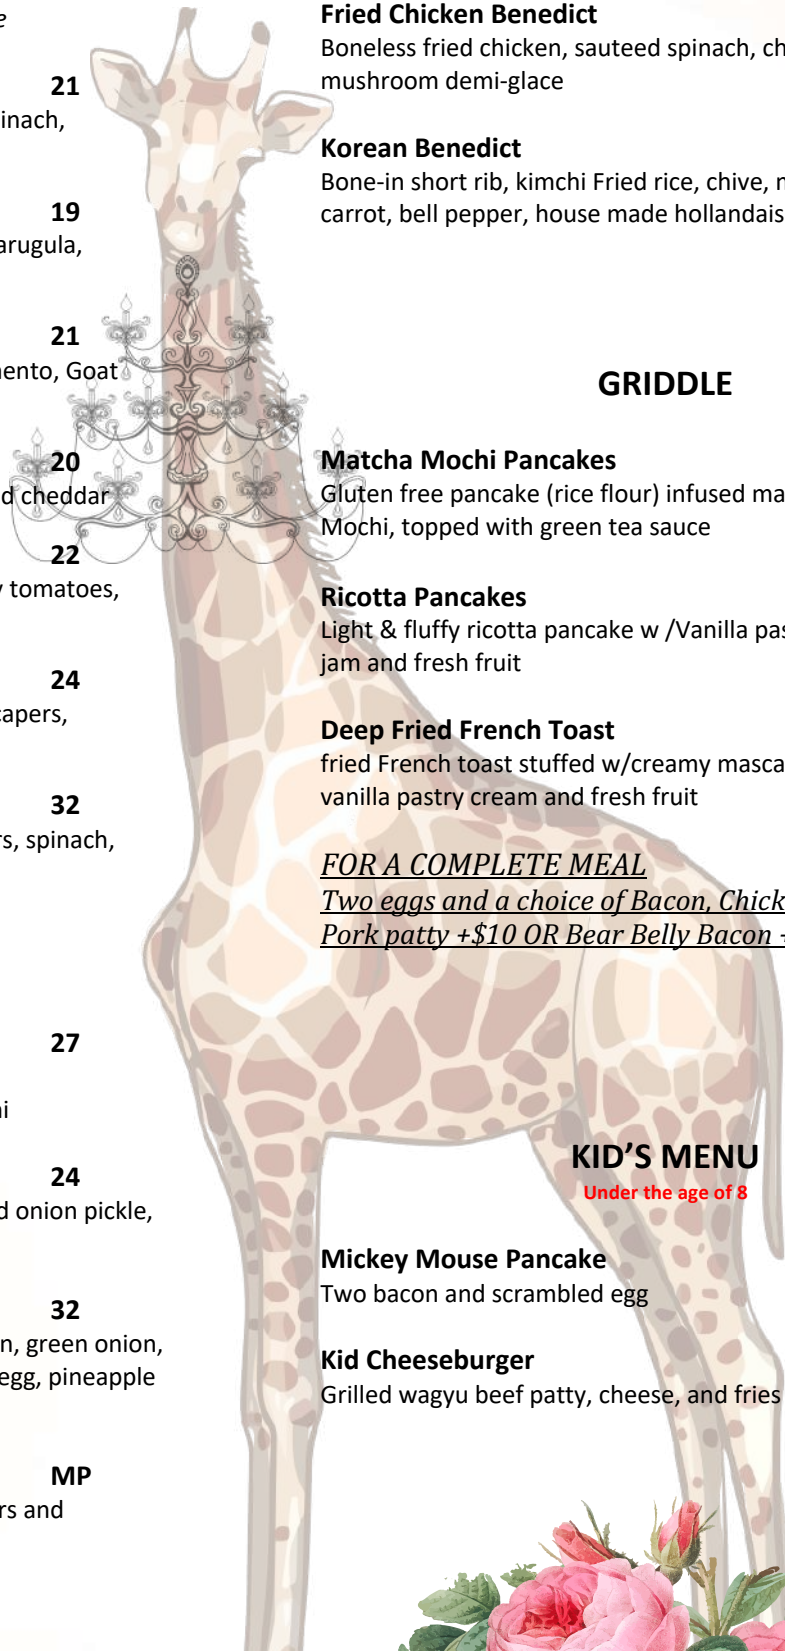 e
21
inach,
19
arugula,
21
ento, Goat
20
d cheddar
22
y tomatoes,
24
capers,
32
rs, spinach,
27
i
24
d onion pickle,
32
n, green onion,
egg, pineapple
MP
rs and
Fried Chicken Benedict
Boneless fried chicken, sauteed spinach, ch
mushroom demi-glace
Korean Benedict
Bone-in short rib, kimchi Fried rice, chive, 
carrot, bell pepper, house made hollandais
GRIDDLE
Matcha Mochi Pancakes
Gluten free pancake (rice flour) infused ma
Mochi, topped with green tea sauce
Ricotta Pancakes
Light & fluffy ricotta pancake w /Vanilla pas
jam and fresh fruit
Deep Fried French Toast
fried French toast stuffed w/creamy masca
vanilla pastry cream and fresh fruit
FOR A COMPLETE MEAL
Two eggs and a choice of Bacon, Chick
Pork patty +$10 OR Bear Belly Bacon +
KID'S MENU
Under the age of 8
Mickey Mouse Pancake
Two bacon and scrambled egg
Kid Cheeseburger
Grilled wagyu beef patty, cheese, and fries